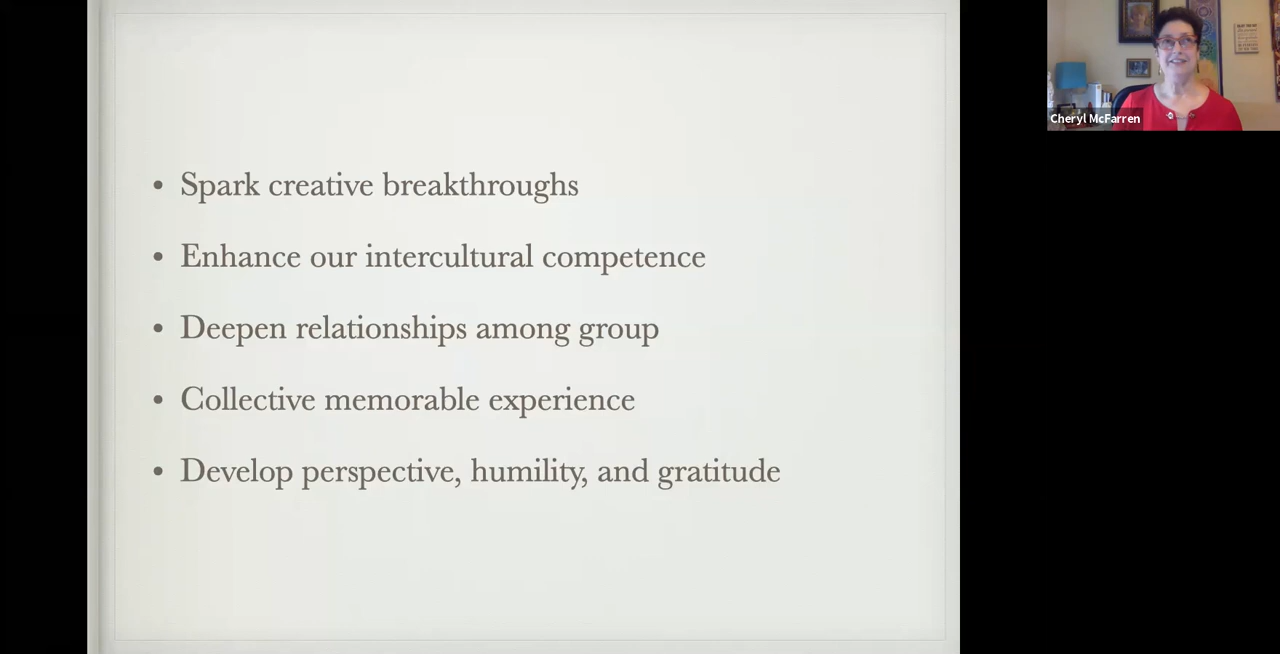 • Spark creative breakthroughs
• Enhance our intercultural competence
• Deepen relationships among group
• Collective memorable experience
• Develop perspective, humility, and gratitude
Cheryl McFarren